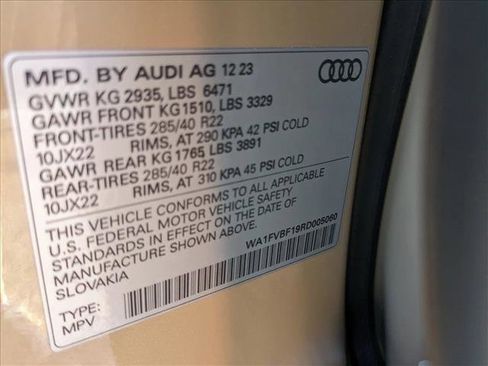 MFD. BY AUDI AG 12 23
GVWR KG 2935, LBS 6471
GAWR FRONT KG 1510, LBS 3329
FRONT-TIRES 285/40 R22
10JX22 RIMS, AT 290 KPA 42 PSI COLD
GAWR REAR KG 1765 LBS 3891
REAR-TIRES 285/40 R22
10JX22 RIMS, AT 310 KPA 45 PSI COLD
THIS VEHICLE CONFORMS TO ALL APPLICABLE
U.S. FEDERAL MOTOR VEHICLE SAFETY
STANDARDS IN EFFECT ON THE DATE OF
MANUFACTURE SHOWN ABOVE.
SLOVAKIA
WA1FVBF19RD005060
TYPE:
MPV